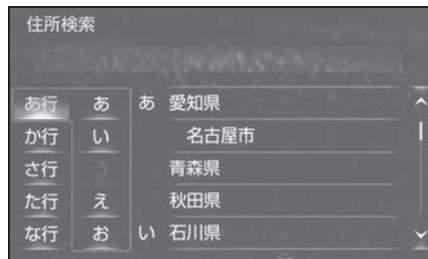 住所検索
あ行 あ あ 愛知県
か行 い 名古屋市
さ行 う 青森県
た行 え 秋田県
な行 お い 石川県